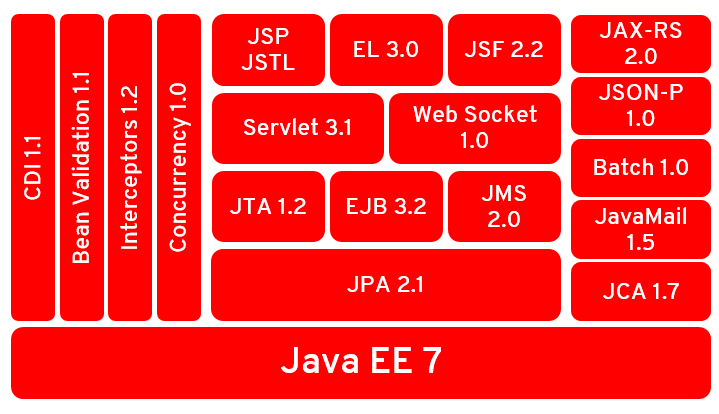 CDI 1.1
Bean Validation 1.1
Interceptors 1.2
Concurrency 1.0
JSP
JSTL
EL 3.0
JSF 2.2
Servlet 3.1
Web Socket
1.0
JTA 1.2
EJB 3.2
JMS
2.0
JPA 2.1
JAX-RS
2.0
JSON-P
1.0
Batch 1.0
JavaMail
1.5
JCA 1.7
Java EE 7